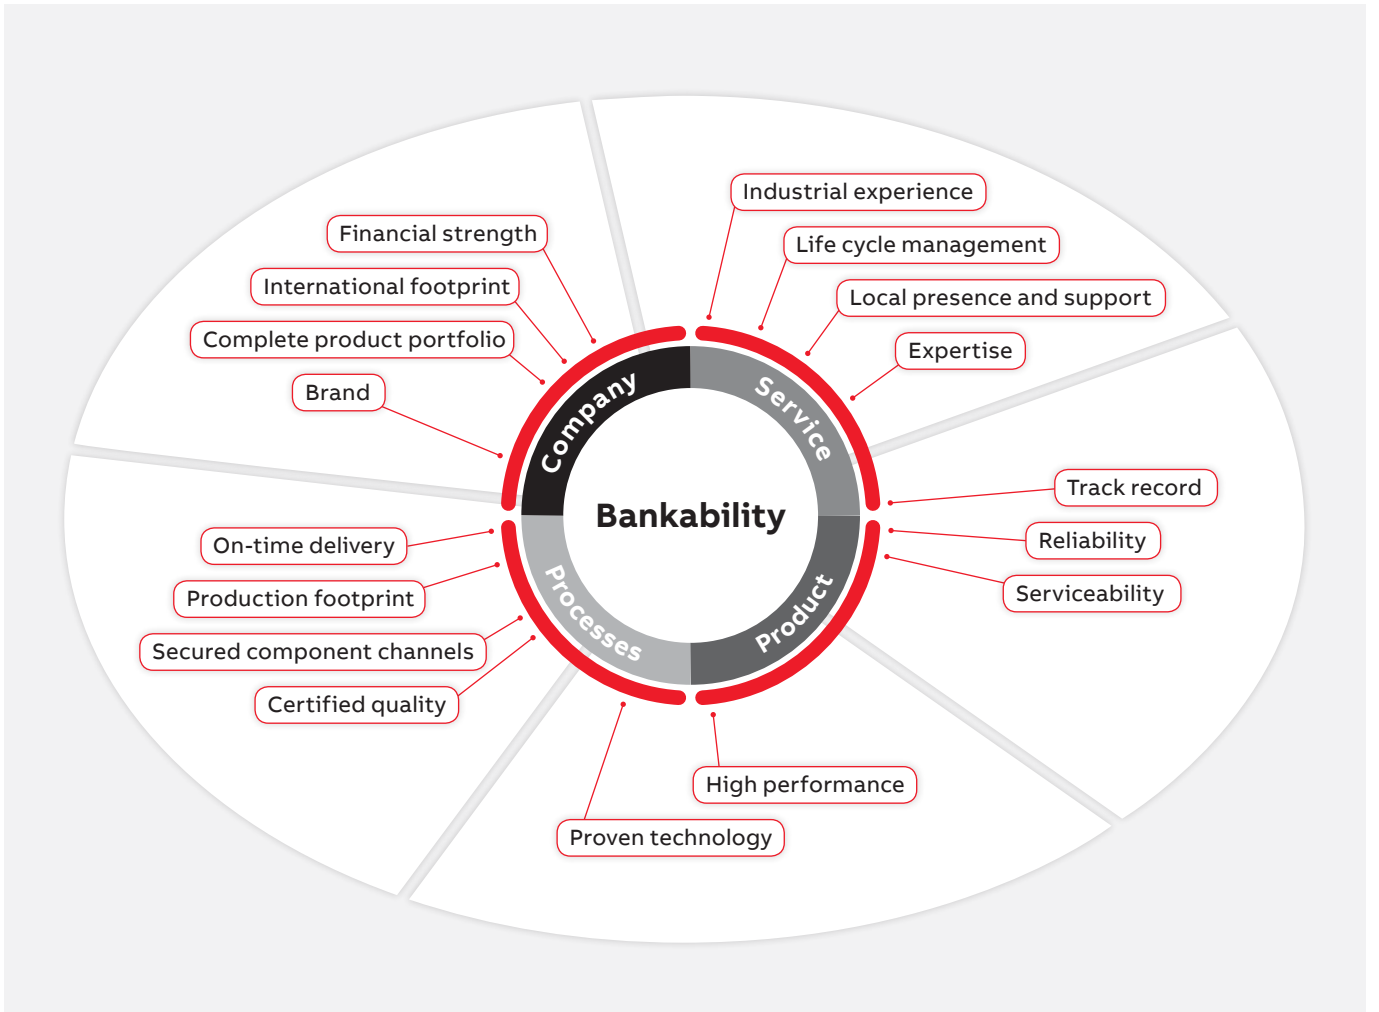 Industrial experience
Life cycle management
Local presence and support
Expertise
Financial strength
International footprint
Complete product portfolio
Brand
Company
Service
Bankability
Processes
Product
Track record
Reliability
Serviceability
On-time delivery
Production footprint
Secured component channels
Certified quality
High performance
Proven technology